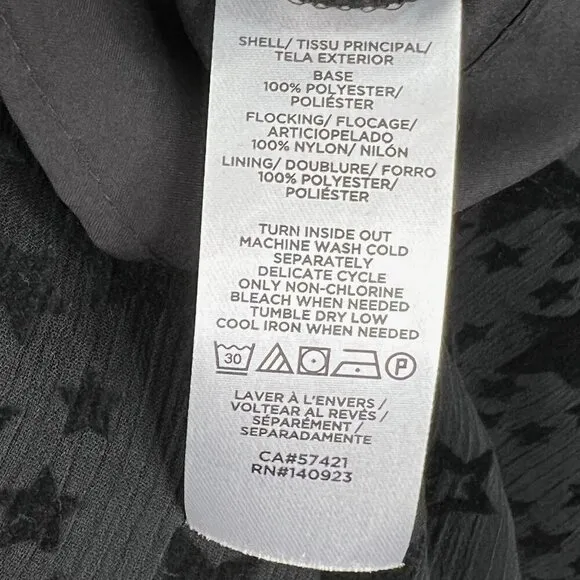 SHELL/ TISSU PRINCIPAL/
TELA EXTERIOR
BASE
100% POLYESTER/
POLIÉSTER
FLOCKING/ FLOCAGE/
ARTICIOPELADO
100% NYLON/ NILÓN
LINING/ DOUBLURE/ FORRO
100% POLYESTER/
POLIÉSTER
TURN INSIDE OUT
MACHINE WASH COLD
SEPARATELY
DELICATE CYCLE
ONLY NON-CHLORINE
BLEACH WHEN NEEDED
TUMBLE DRY LOW
COOL IRON WHEN NEEDED
30 P
LAVER À L'ENVERS /
VOLTEAR AL REVÉS /
SÉPARÉMENT /
SEPARADAMENTE
CA#57421
RN#140923